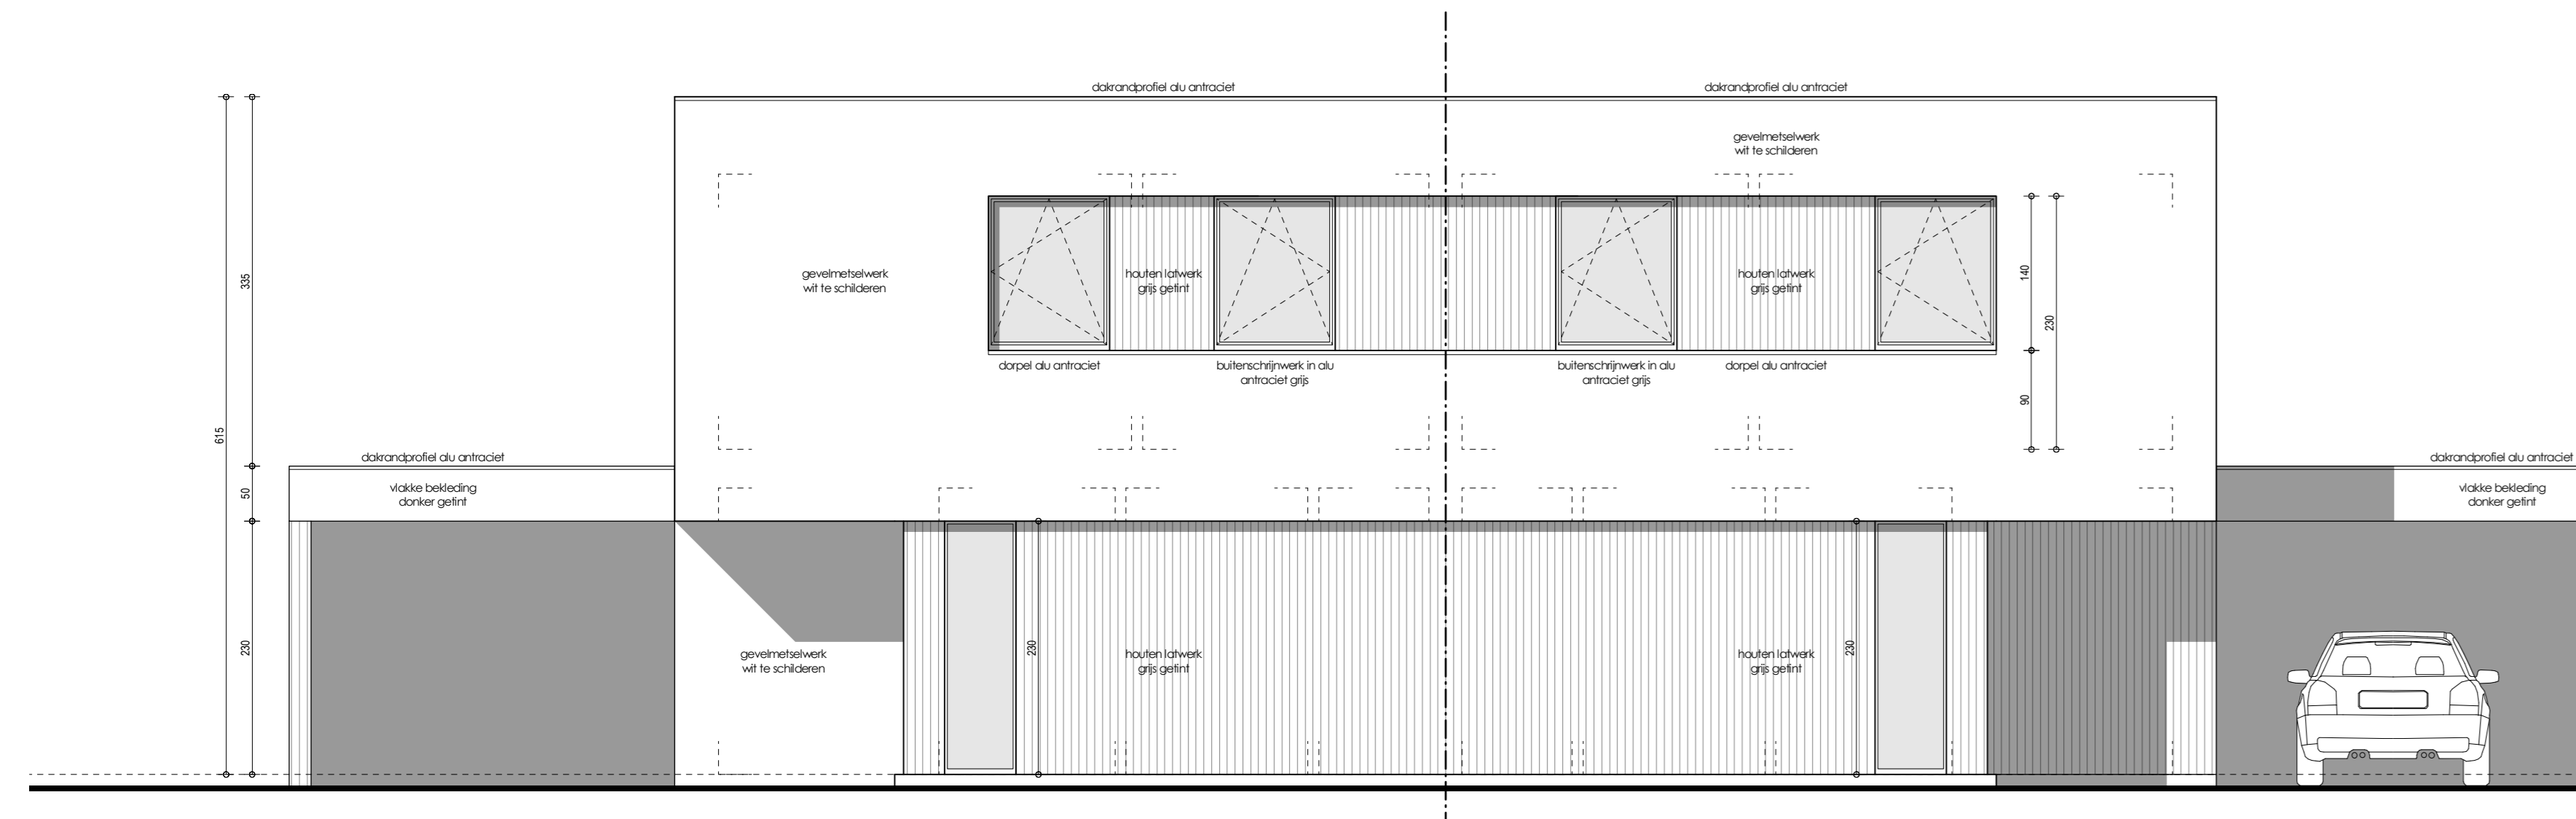 dakrandprofiel alu antraciet
dakrandprofiel alu antraciet
gevelmetselwerk
wit te schilderen
gevelmetselwerk
wit te schilderen
houten latwerk
grijs getint
houten latwerk
grijs getint
335
140
230
dorpel alu antraciet
buitenschrijnwerk in alu
antraciet grijs
buitenschrijnwerk in alu
antraciet grijs
dorpel alu antraciet
90
615
dakrandprofiel alu antraciet
dakrandprofiel alu antraciet
50
vlakke bekleding
donker getint
vlakke bekleding
donker getint
230
gevelmetselwerk
wit te schilderen
230
houten latwerk
grijs getint
houten latwerk
grijs getint
230